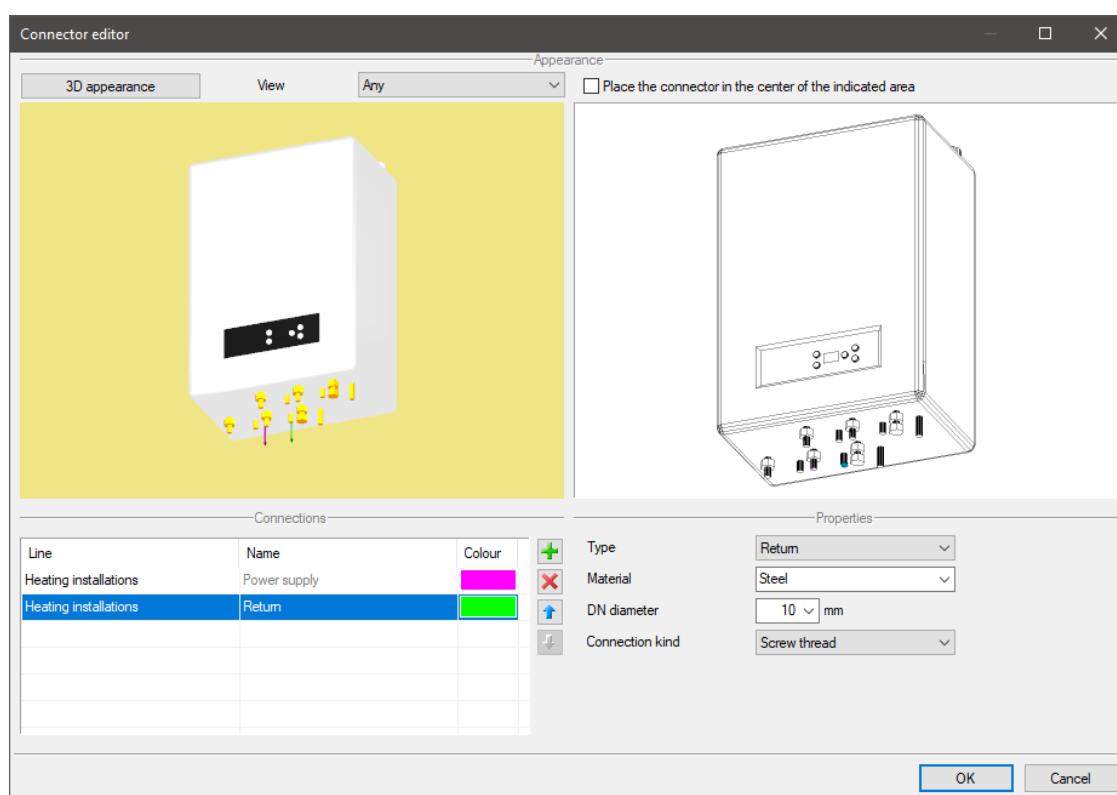 Connector editor
Appearance
3D appearance View Any Place the connector in the center of the indicated area
Connections
Line Name Colour
Heating installations Power supply
Heating installations Return
Properties
Type Return
Material Steel
DN diameter 10 mm
Connection kind Screw thread
OK Cancel